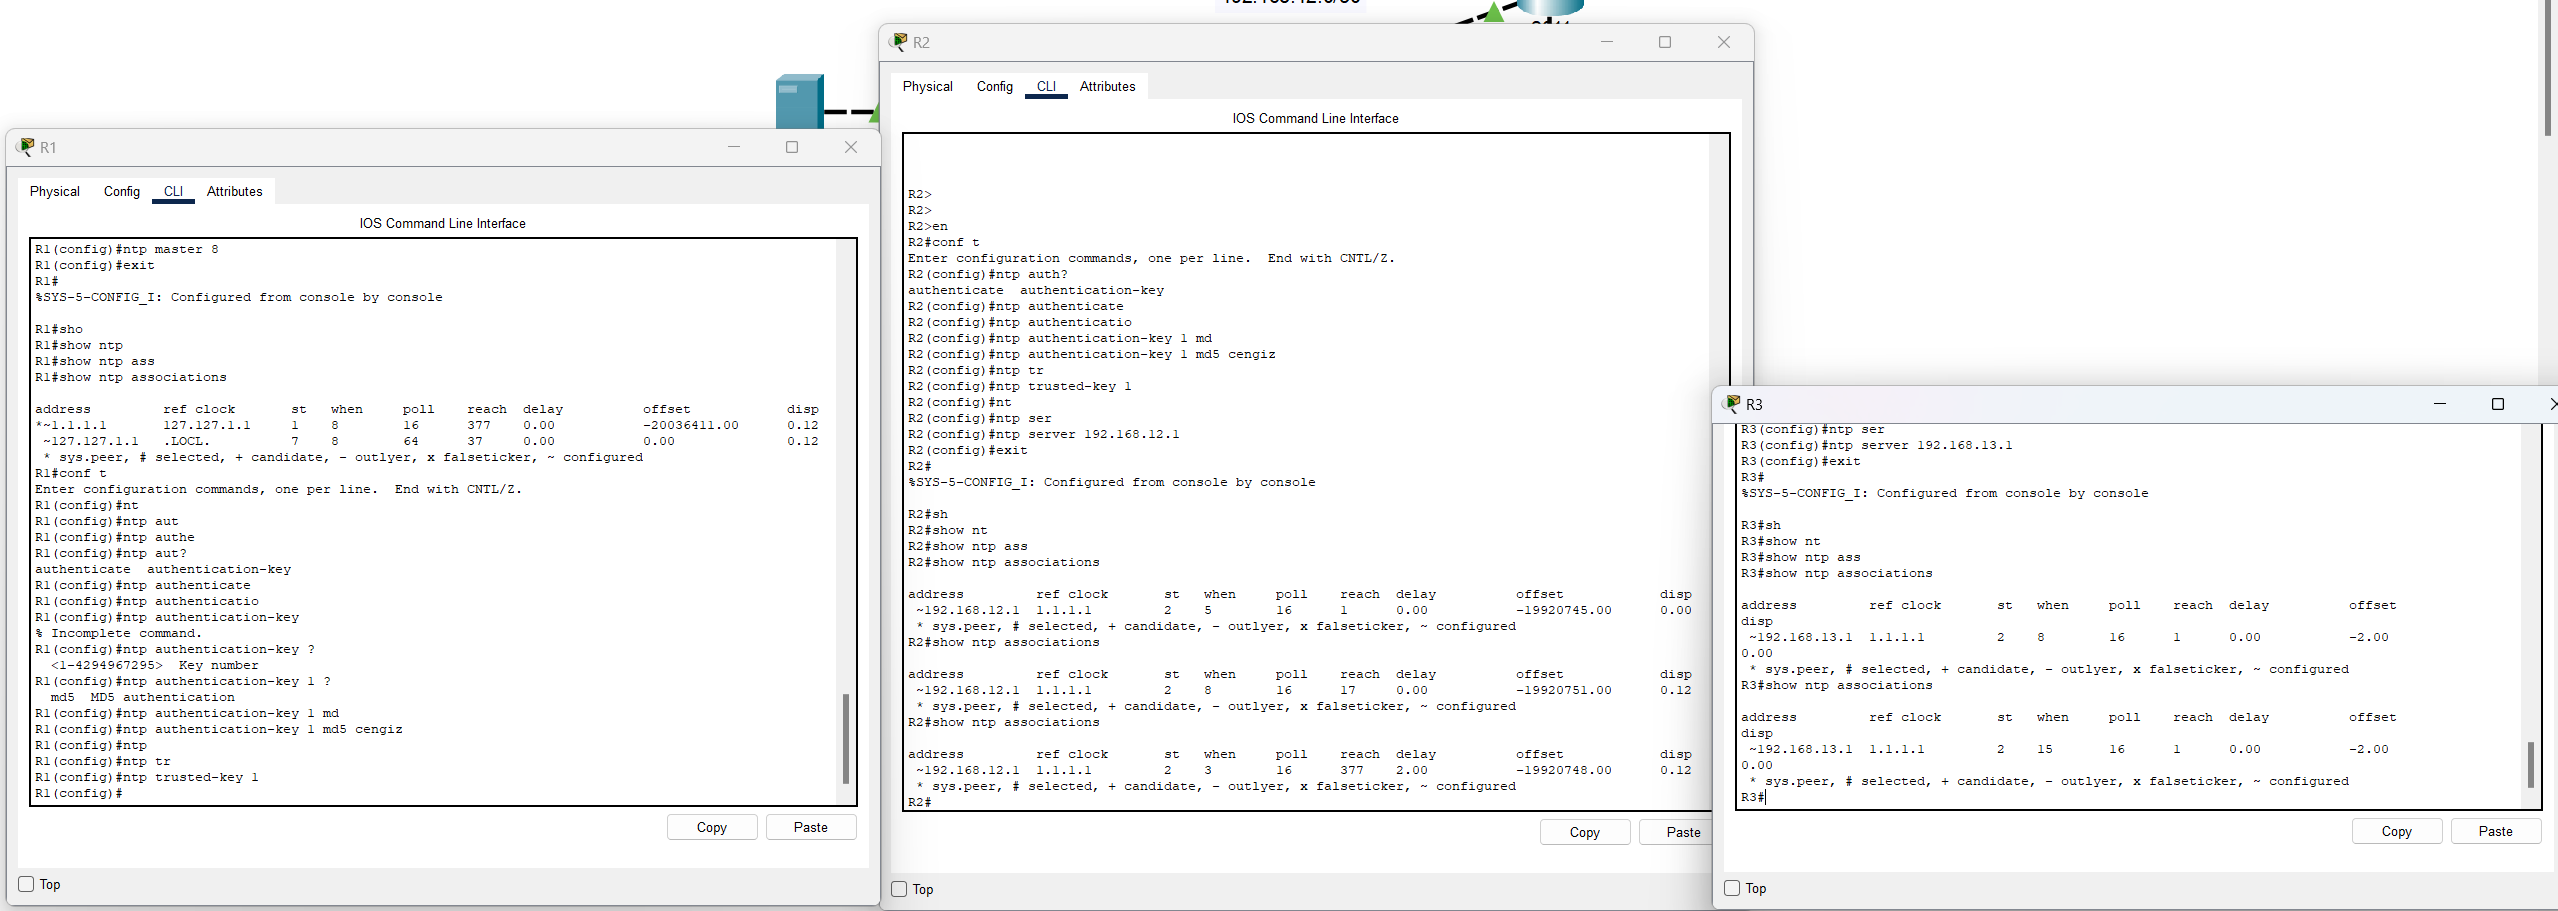 R1
Physical Config CLI Attributes
IOS Command Line Interface
R1(config)#ntp master 8
R1(config)#exit
R1#
%SYS-5-CONFIG_I: Configured from console by console
R1#sho
R1#show ntp
R1#show ntp ass
R1#show ntp associations
address ref clock st when poll reach delay offset disp
*~1.1.1.1 127.127.1.1 1 8 16 377 0.00 -20036411.00 0.12
~127.127.1.1 .LOCL. 7 8 64 37 0.00 0.00 0.12
* sys.peer, # selected, + candidate, - outlyer, x falseticker, ~ configured
R1#conf t
Enter configuration commands, one per line. End with CNTL/Z.
R1(config)#nt
R1(config)#ntp aut
R1(config)#ntp authe
R1(config)#ntp aut?
authenticate authentication-key
R1(config)#ntp authenticate
R1(config)#ntp authenticatio
R1(config)#ntp authentication-key
% Incomplete command.
R1(config)#ntp authentication-key ?
<1-4294967295> Key number
R1(config)#ntp authentication-key 1 ?
md5 MD5 authentication
R1(config)#ntp authentication-key 1 md
R1(config)#ntp authentication-key 1 md5 cengiz
R1(config)#ntp
R1(config)#ntp tr
R1(config)#ntp trusted-key 1
R1(config)#
Copy Paste
Top
R2
Physical Config CLI Attributes
IOS Command Line Interface
R2>
R2>
R2>en
R2#conf t
Enter configuration commands, one per line. End with CNTL/Z.
R2(config)#ntp auth?
authenticate authentication-key
R2(config)#ntp authenticate
R2(config)#ntp authenticatio
R2(config)#ntp authentication-key 1 md
R2(config)#ntp authentication-key 1 md5 cengiz
R2(config)#ntp tr
R2(config)#ntp trusted-key 1
R2(config)#nt
R2(config)#ntp ser
R2(config)#ntp server 192.168.12.1
R2(config)#exit
R2#
%SYS-5-CONFIG_I: Configured from console by console
R2#sh
R2#show nt
R2#show ntp ass
R2#show ntp associations
address ref clock st when poll reach delay offset disp
~192.168.12.1 1.1.1.1 2 5 16 1 0.00 -19920745.00 0.00
* sys.peer, # selected, + candidate, - outlyer, x falseticker, ~ configured
R2#show ntp associations
address ref clock st when poll reach delay offset disp
~192.168.12.1 1.1.1.1 2 8 16 17 0.00 -19920751.00 0.12
* sys.peer, # selected, + candidate, - outlyer, x falseticker, ~ configured
R2#show ntp associations
address ref clock st when poll reach delay offset disp
~192.168.12.1 1.1.1.1 2 3 16 377 2.00 -19920748.00 0.12
* sys.peer, # selected, + candidate, - outlyer, x falseticker, ~ configured
R2#
Copy Paste
Top
R3
R3(config)#ntp ser
R3(config)#ntp server 192.168.13.1
R3(config)#exit
R3#
%SYS-5-CONFIG_I: Configured from console by console
R3#sh
R3#show nt
R3#show ntp ass
R3#show ntp associations
address ref clock st when poll reach delay offset
disp
~192.168.13.1 1.1.1.1 2 8 16 1 0.00 -2.00
0.00
* sys.peer, # selected, + candidate, - outlyer, x falseticker, ~ configured
R3#show ntp associations
address ref clock st when poll reach delay offset
disp
~192.168.13.1 1.1.1.1 2 15 16 1 0.00 -2.00
0.00
* sys.peer, # selected, + candidate, - outlyer, x falseticker, ~ configured
R3#
Copy Paste
Top